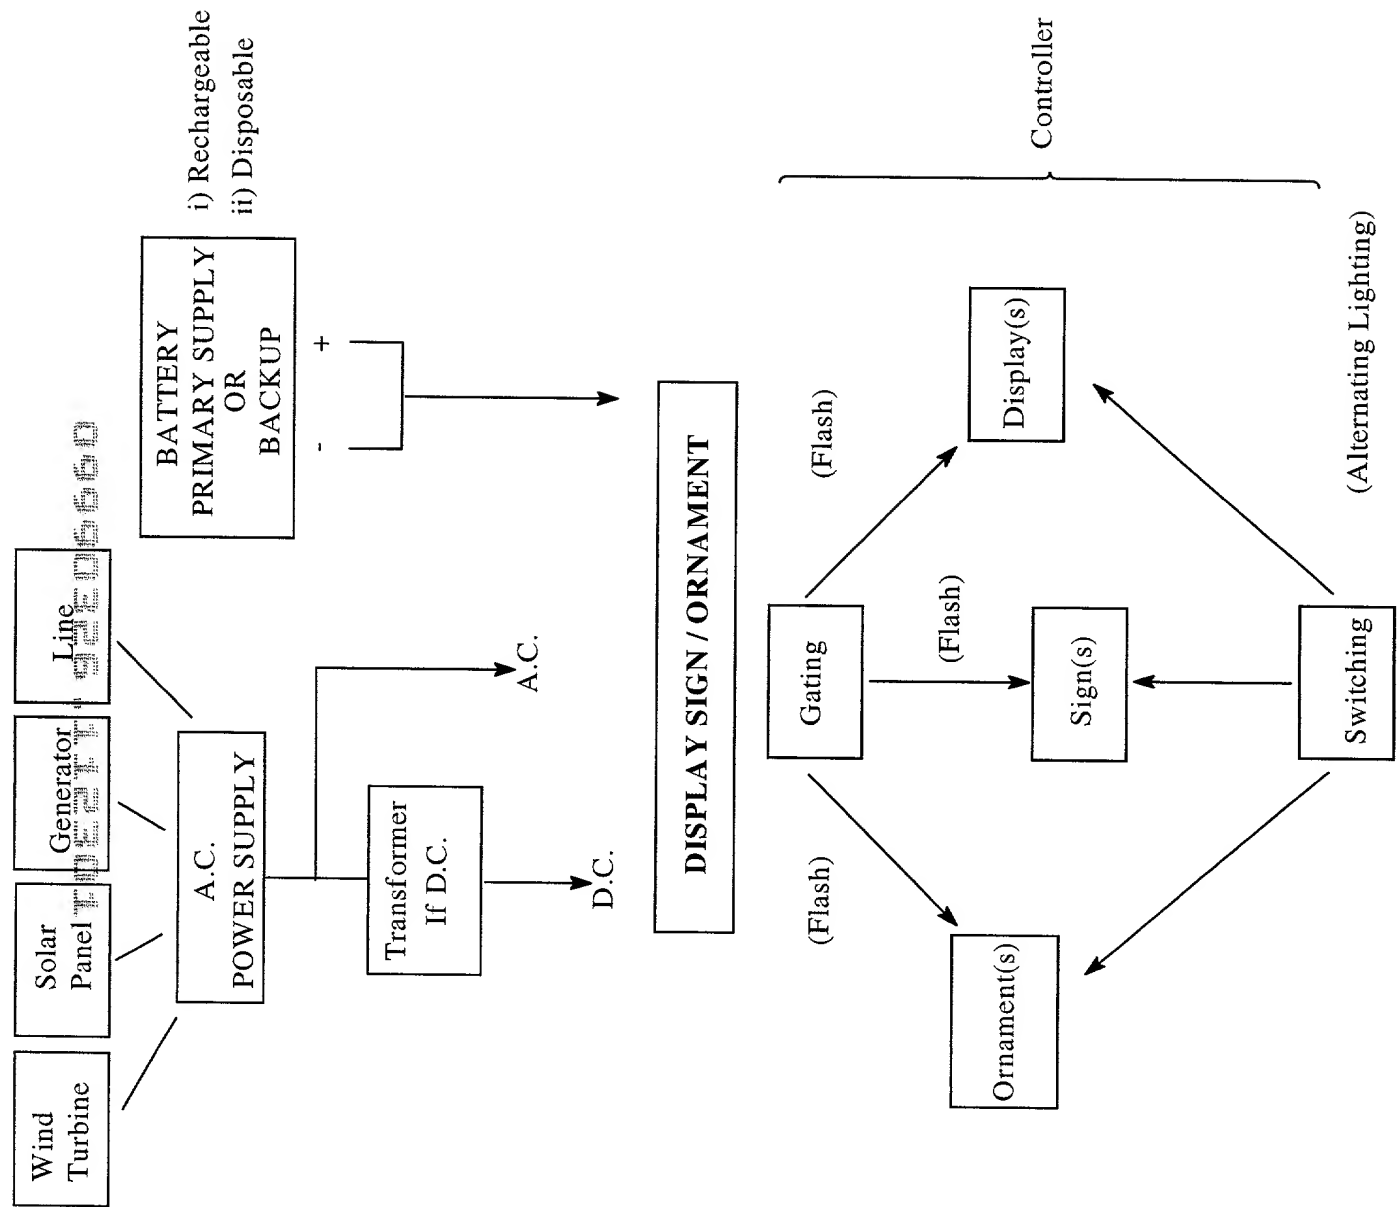 Wind
Turbine
Solar
Panel
Generator
Line
A.C.
POWER SUPPLY
BATTERY
PRIMARY SUPPLY
OR
BACKUP
i) Rechargeable
ii) Disposable
- +
Transformer
If D.C.
A.C.
D.C.
DISPLAY SIGN / ORNAMENT
Gating
(Flash)
(Flash)
(Flash)
Ornament(s)
Sign(s)
Display(s)
Switching
(Alternating Lighting)
Controller